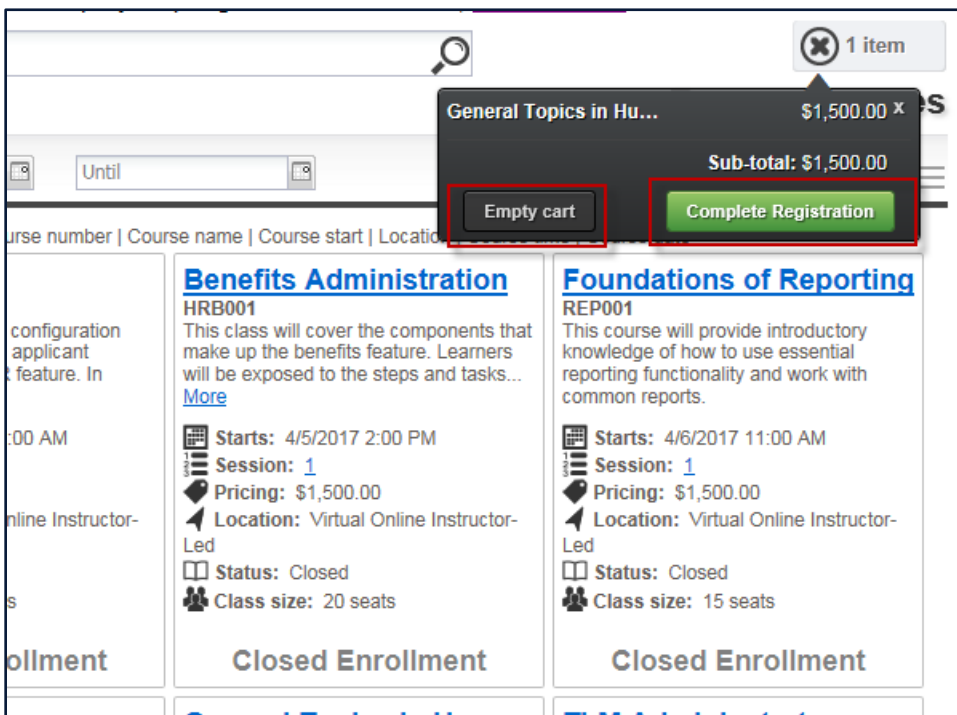 1 item
General Topics in Hu... $1,500.00 x
s
Sub-total: $1,500.00
Until
Empty cart Complete Registration
urse number | Course name | Course start | Location
Benefits Administration
HRB001
This class will cover the components that
make up the benefits feature. Learners
will be exposed to the steps and tasks...
More
Starts: 4/5/2017 2:00 PM
Session: 1
Pricing: $1,500.00
Location: Virtual Online Instructor-
Led
Status: Closed
Class size: 20 seats
Closed Enrollment
Foundations of Reporting
REP001
This course will provide introductory
knowledge of how to use essential
reporting functionality and work with
common reports.
Starts: 4/6/2017 11:00 AM
Session: 1
Pricing: $1,500.00
Location: Virtual Online Instructor-
Led
Status: Closed
Class size: 15 seats
Closed Enrollment
configuration
applicant
feature. In
:00 AM
nline Instructor-
s
ollment